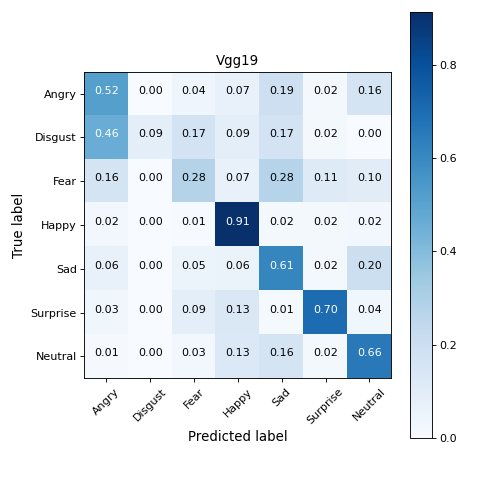 Vgg19
0.8
Angry 0.52 0.00 0.04 0.07 0.19 0.02 0.16
Disgust 0.46 0.09 0.17 0.09 0.17 0.02 0.00
0.6
Fear 0.16 0.00 0.28 0.07 0.28 0.11 0.10
True label
Happy 0.02 0.00 0.01 0.91 0.02 0.02 0.02
0.4
Sad 0.06 0.00 0.05 0.06 0.61 0.02 0.20
Surprise 0.03 0.00 0.09 0.13 0.01 0.70 0.04
0.2
Neutral 0.01 0.00 0.03 0.13 0.16 0.02 0.66
Angry Disgust Fear Happy Sad Surprise Neutral
Predicted label
0.0